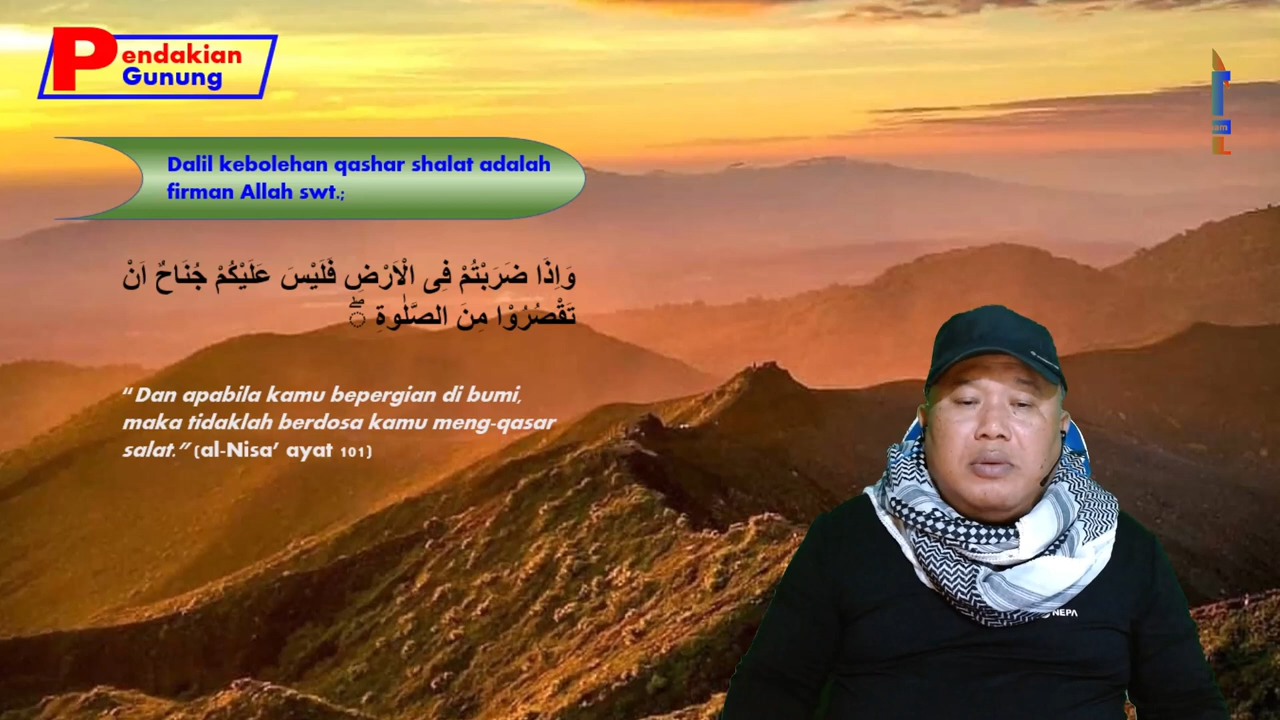 Pendakian
Gunung
Dalil kebolehan qashar shalat adalah
firman Allah swt.;
وَاِذَا ضَرَبْتُمْ فِى الْاَرْضِ فَلَيْسَ عَلَيْكُمْ جُنَاحٌ اَنْ
تَقْصُرُوْا مِنَ الصَّلٰوةِ ۖ
“Dan apabila kamu bepergian di bumi,
maka tidaklah berdosa kamu meng-qasar
salat.” (al-Nisa’ ayat 101)
NEPA